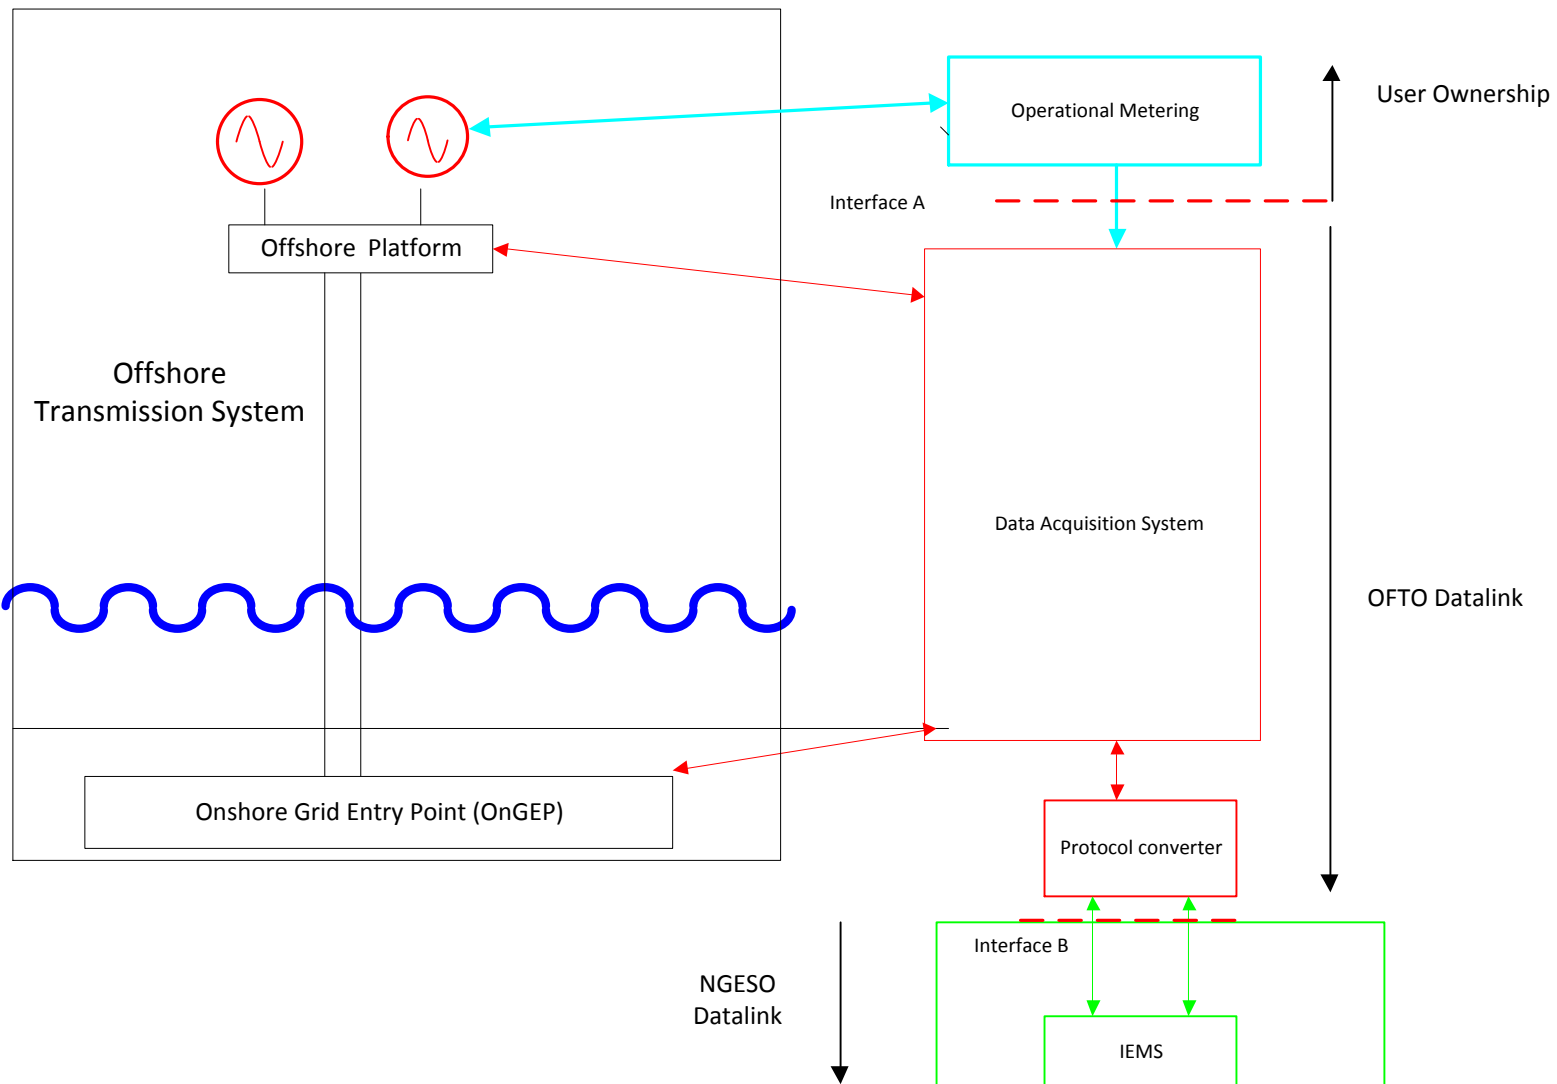 User Ownership
Operational Metering
Interface A
Offshore Platform
Offshore
Transmission System
Data Acquisition System
OFTO Datalink
Onshore Grid Entry Point (OnGEP)
Protocol converter
Interface B
NGESO
Datalink
IEMS